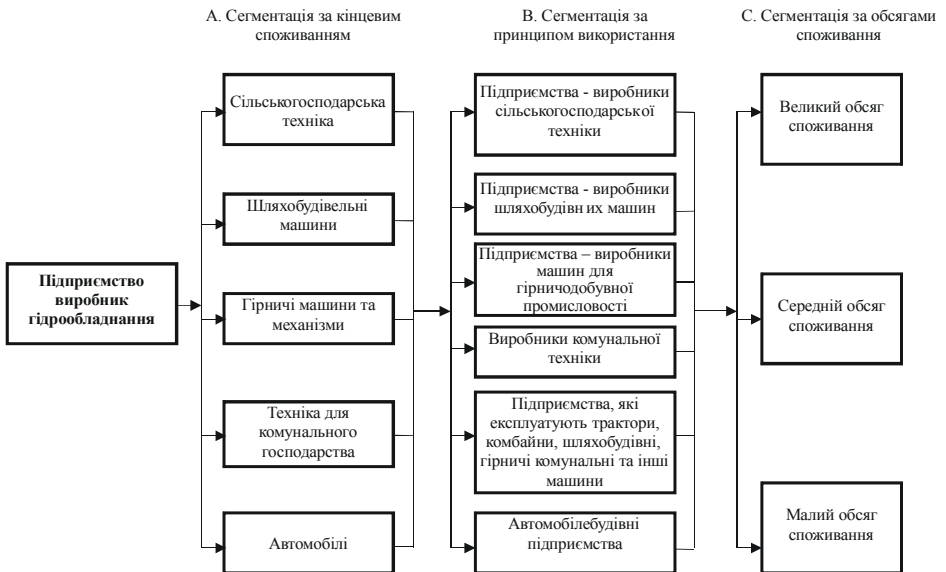 А. Сегментація за кінцевим
споживанням
В. Сегментація за
принципом використання
С. Сегментація за обсягами
споживання
Підприємство
виробник
гідрообладнання
Сільськогосподарська
техніка
Шляхобудівельні
машини
Гірничі машини та
механізми
Техніка для
комунального
господарства
Автомобілі
Підприємства - виробники
сільськогосподарської
техніки
Підприємства - виробники
шляхобудівн их машин
Підприємства – виробники
машин для
гірничодобувної
промисловості
Виробники комунальної
техніки
Підприємства, які
експлуатують трактори,
комбайни, шляхобудівні,
гірничі комунальні та інші
машини
Автомобілебудівні
підприємства
Великий обсяг
споживання
Середній обсяг
споживання
Малий обсяг
споживання